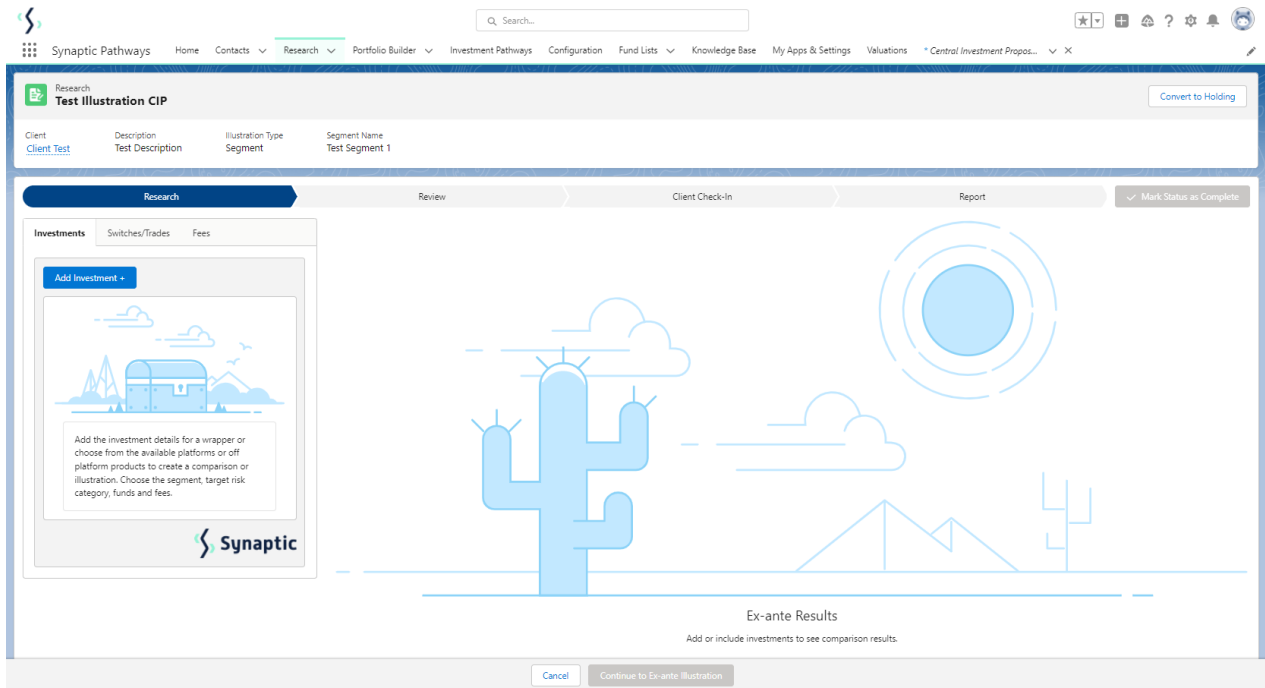 Search...
Synaptic Pathways
Home
Contacts
Research
Portfolio Builder
Investment Pathways
Configuration
Fund Lists
Knowledge Base
My Apps & Settings
Valuations
* Central Investment Propos...
Research
Test Illustration CIP
Convert to Holding
Client
Description
Illustration Type
Segment Name
Client Test
Test Description
Segment
Test Segment 1
Research
Review
Client Check-In
Report
Mark Status as Complete
Investments
Switches/Trades
Fees
Add Investment +
Add the investment details for a wrapper or
choose from the available platforms or off
platform products to create a comparison or
illustration. Choose the segment, target risk
category, funds and fees.
Synaptic
Ex-ante Results
Add or include investments to see comparison results.
Cancel
Continue to Ex-ante Illustration